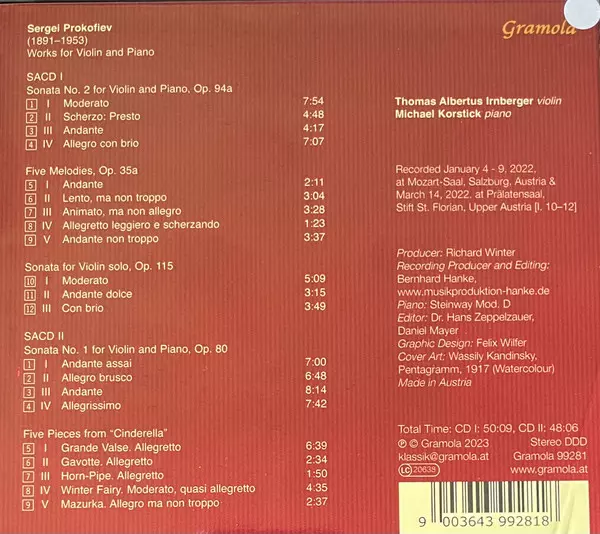 Sergei Prokofiev
(1891–1953)
Works for Violin and Piano
SACD I
Sonata No. 2 for Violin and Piano, Op. 94a
1 I Moderato 7:54
2 II Scherzo: Presto 4:48
3 III Andante 4:17
4 IV Allegro con brio 7:07
Five Melodies, Op. 35a
5 I Andante 2:11
6 II Lento, ma non troppo 3:04
7 III Animato, ma non allegro 3:28
8 IV Allegretto leggiero e scherzando 1:23
9 V Andante non troppo 3:37
Sonata for Violin solo, Op. 115
10 I Moderato 5:09
11 II Andante dolce 3:15
12 III Con brio 3:49
SACD II
Sonata No. 1 for Violin and Piano, Op. 80
1 I Andante assai 7:00
2 II Allegro brusco 6:48
3 III Andante 8:14
4 IV Allegrissimo 7:42
Five Pieces from "Cinderella"
5 I Grande Valse. Allegretto 6:39
6 II Gavotte. Allegretto 2:34
7 III Horn-Pipe. Allegretto 1:50
8 IV Winter Fairy. Moderato, quasi allegretto 4:35
9 V Mazurka. Allegro ma non troppo 2:37
Gramola
Thomas Albertus Irnberger violin
Michael Korstick piano
Recorded January 4 - 9, 2022,
at Mozart-Saal, Salzburg, Austria &
March 14, 2022. at Prälatensaal,
Stift St. Florian, Upper Austria [I. 10–12]
Producer: Richard Winter
Recording Producer and Editing:
Bernhard Hanke,
www.musikproduktion-hanke.de
Piano: Steinway Mod. D
Editor: Dr. Hans Zeppelzauer,
Daniel Mayer
Graphic Design: Felix Wilfer
Cover Art: Wassily Kandinsky,
Pentagramm, 1917 (Watercolour)
Made in Austria
Total Time: CD I: 50:09, CD II: 48:06
℗ © Gramola 2023 Stereo DDD
klassik@gramola.at Gramola 99281
LC 20638 www.gramola.at
9 003643 992818